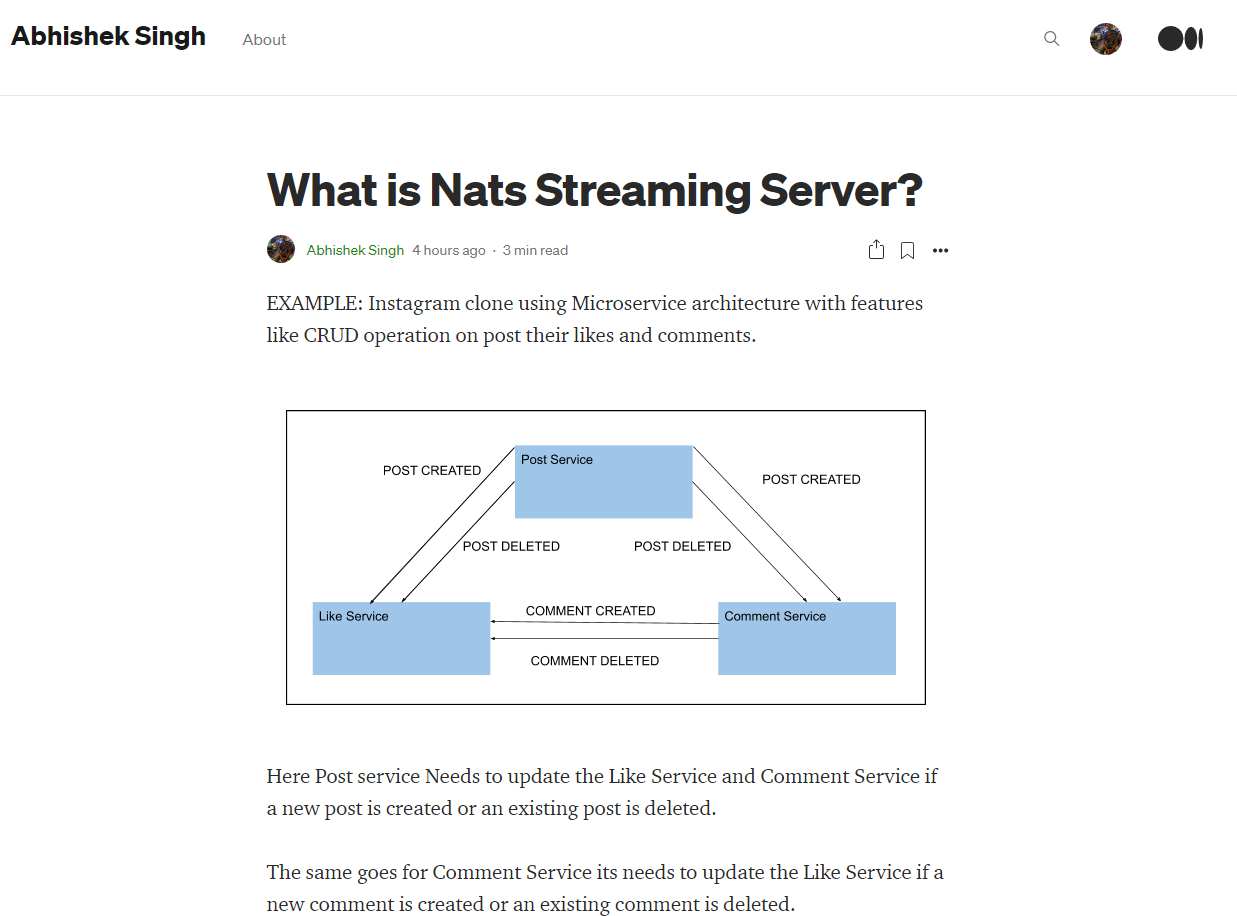 Abhishek Singh About
What is Nats Streaming Server?
Abhishek Singh 4 hours ago · 3 min read
EXAMPLE: Instagram clone using Microservice architecture with features
like CRUD operation on post their likes and comments.
Post Service
POST CREATED
POST CREATED
POST DELETED
POST DELETED
Like Service
COMMENT CREATED
Comment Service
COMMENT DELETED
Here Post service Needs to update the Like Service and Comment Service if
a new post is created or an existing post is deleted.
The same goes for Comment Service its needs to update the Like Service if a
new comment is created or an existing comment is deleted.